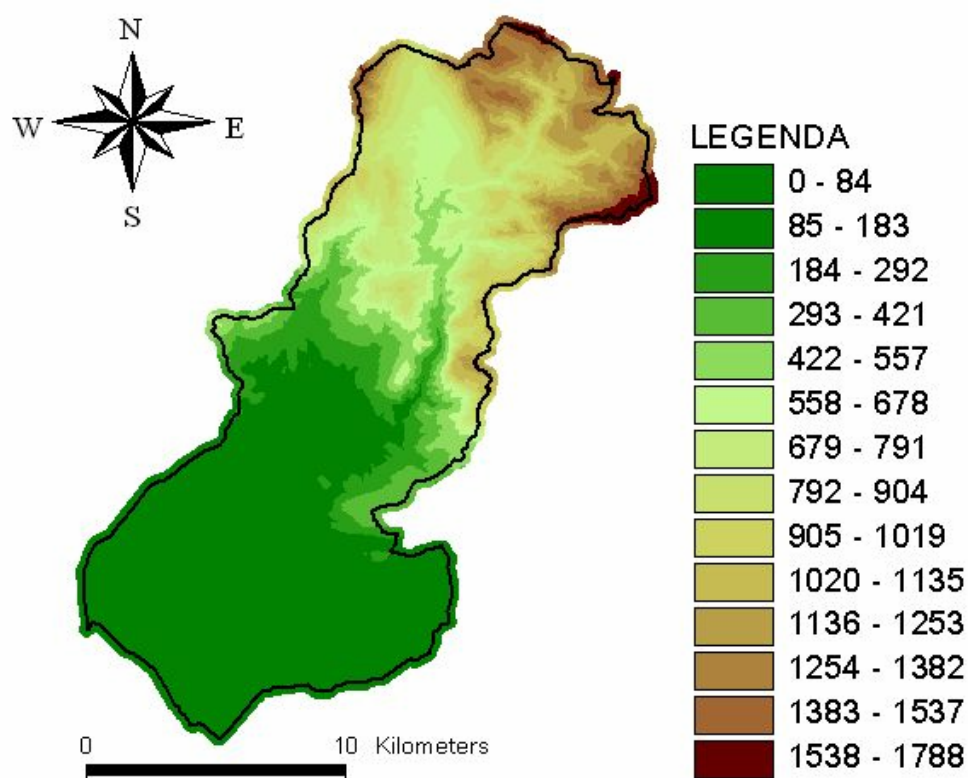 N
W E
S
LEGENDA
0 - 84
85 - 183
184 - 292
293 - 421
422 - 557
558 - 678
679 - 791
792 - 904
905 - 1019
1020 - 1135
1136 - 1253
1254 - 1382
1383 - 1537
1538 - 1788
0 10 Kilometers